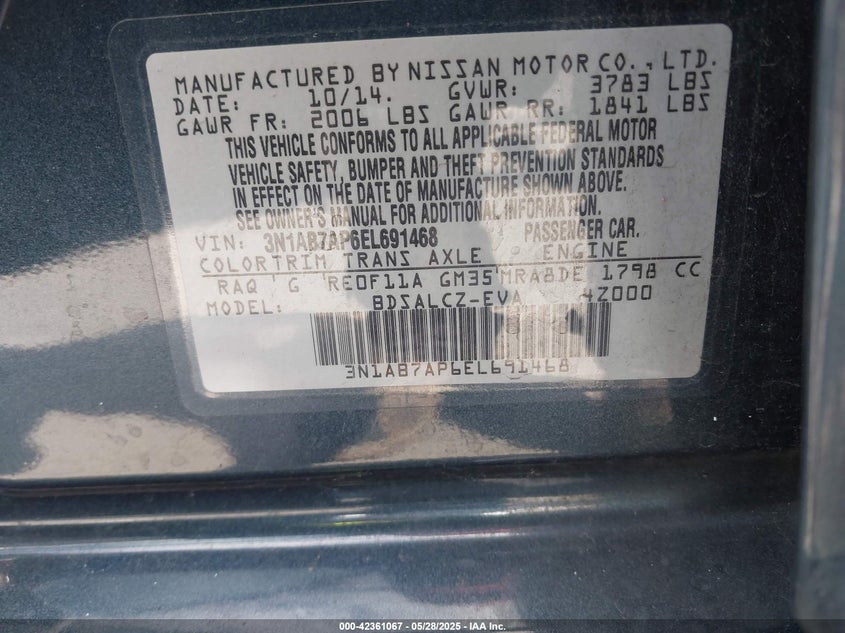 MANUFACTURED BY NISSAN MOTOR CO., LTD.
DATE: 10/14. GVWR: 3783 LBS
GAWR FR: 2006 LBS GAWR RR: 1841 LBS
THIS VEHICLE CONFORMS TO ALL APPLICABLE FEDERAL MOTOR
VEHICLE SAFETY, BUMPER AND THEFT PREVENTION STANDARDS
IN EFFECT ON THE DATE OF MANUFACTURE SHOWN ABOVE.
SEE OWNER'S MANUAL FOR ADDITIONAL INFORMATION.
VIN: 3N1AB7AP6EL691468 PASSENGER CAR.
COLORTRIM TRANS AXLE ENGINE
RAQ G RE0F11A GM35 MRA8DE 1798 CC
MODEL: BDSALCZ-EVA 4Z000
3N1AB7AP6EL691468
000-42361067 - 05/28/2025 - IAA Inc.